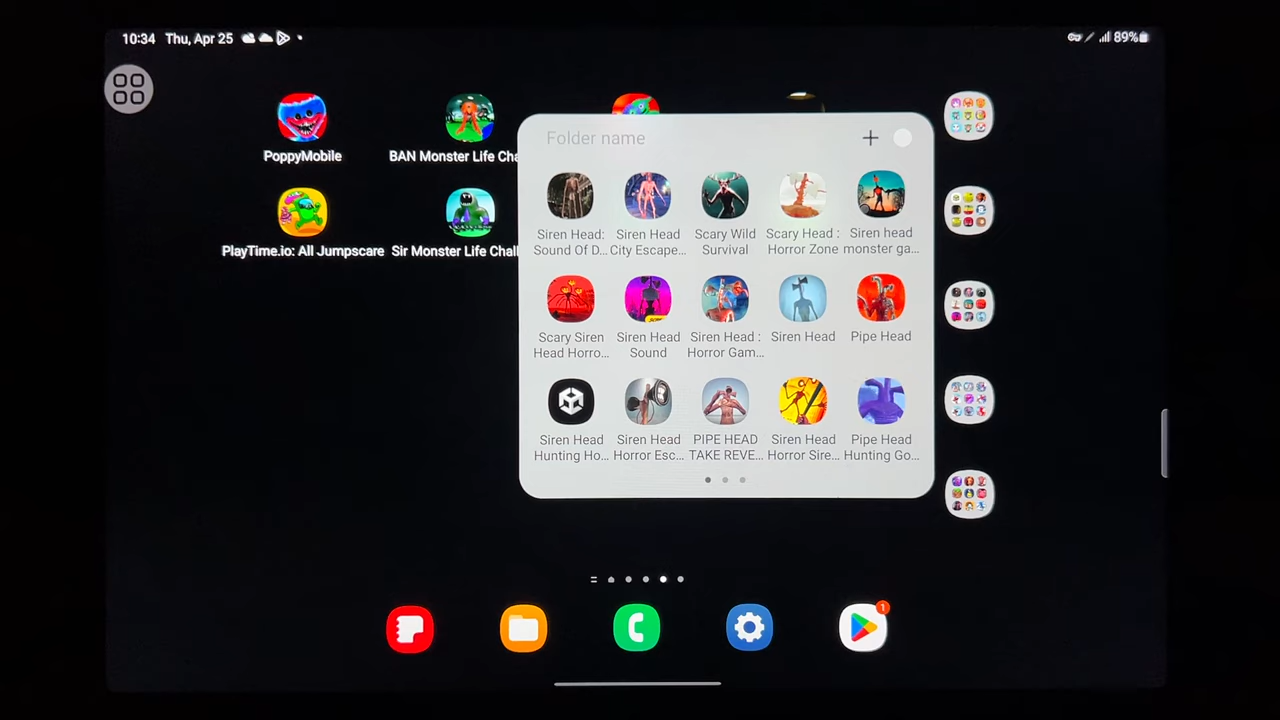 10:34 Thu, Apr 25
89%
Folder name
PoppyMobile
BAN Monster Life Cha
PlayTime.io: All Jumpscare
Sir Monster Life Chall
Siren Head:
Sound Of D...
Siren Head
City Escape...
Scary Wild
Survival
Scary Head :
Horror Zone
Siren head
monster ga...
Scary Siren
Head Horro...
Siren Head
Sound
Siren Head :
Horror Gam...
Siren Head
Pipe Head
Siren Head
Hunting Ho...
Siren Head
Horror Esc...
PIPE HEAD
TAKE REVE...
Siren Head
Horror Sire...
Pipe Head
Hunting Go...
1